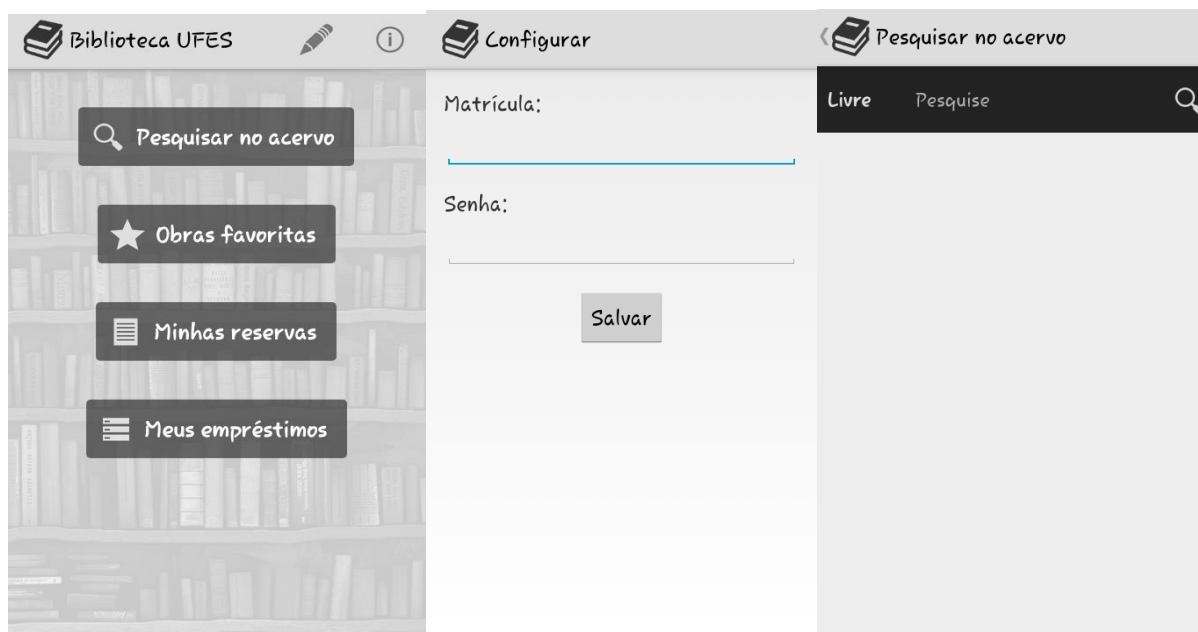 Biblioteca UFES
Pesquisar no acervo
Obras favoritas
Minhas reservas
Meus empréstimos
Configurar
Matrícula:
Senha:
Salvar
Pesquisar no acervo
Livre Pesquise